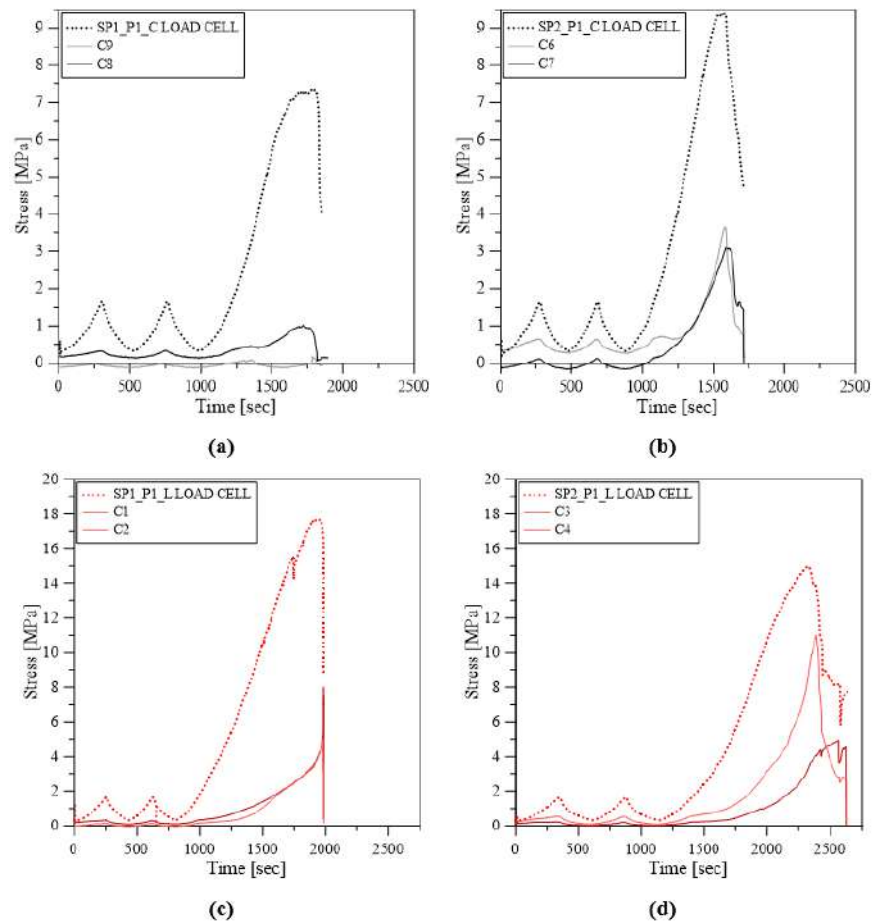 SP1_P1_C LOAD CELL
C9
C8
9
8
7
6
5
4
3
2
1
0
Stress [MPa]
0 500 1000 1500 2000 2500
Time [sec]
(a)
SP2_P1_C LOAD CELL
C6
C7
9
8
7
6
5
4
3
2
1
0
Stress [MPa]
0 500 1000 1500 2000 2500
Time [sec]
(b)
SP1_P1_L LOAD CELL
C1
C2
20
18
16
14
12
10
8
6
4
2
0
Stress [MPa]
0 500 1000 1500 2000 2500
Time [sec]
(c)
SP2_P1_L LOAD CELL
C3
C4
20
18
16
14
12
10
8
6
4
2
0
Stress [MPa]
0 500 1000 1500 2000 2500
Time [sec]
(d)